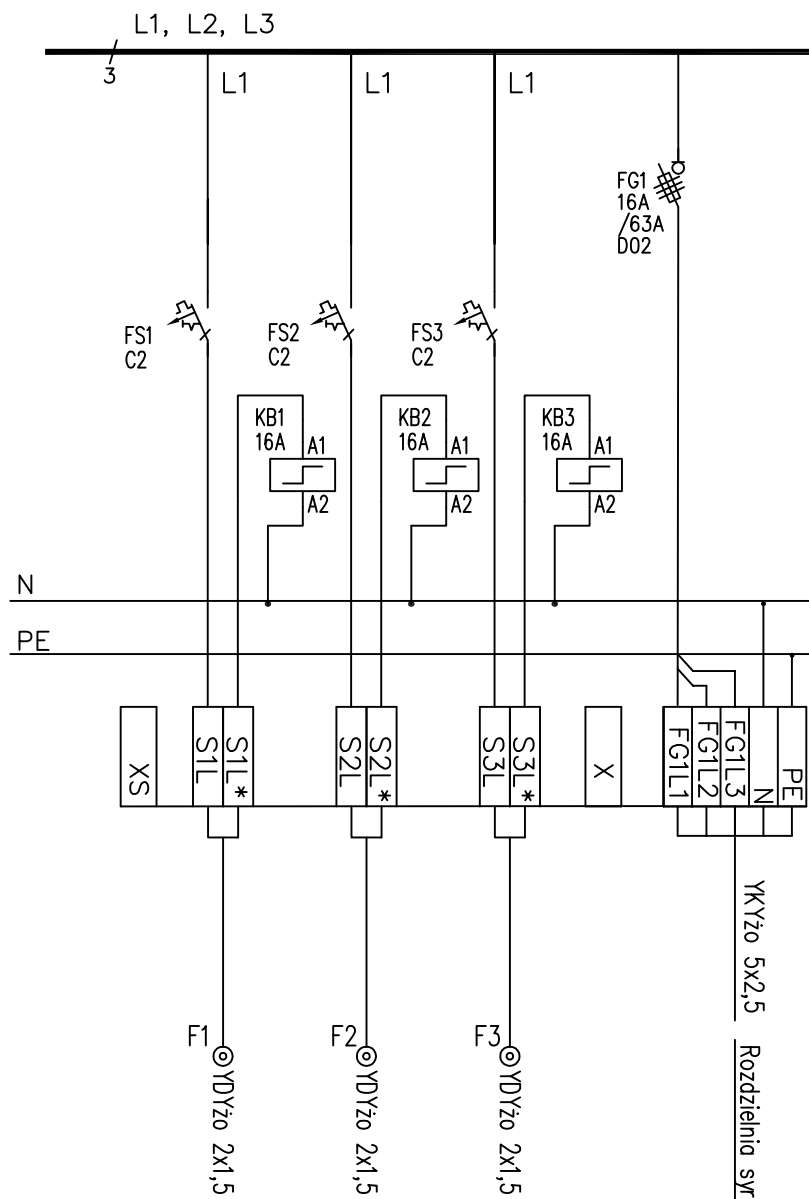 L1, L2, L3
3
L1
L1
L1
FG1
16A
/63A
D02
FS1
C2
FS2
C2
FS3
C2
KB1
16A
A1
A2
KB2
16A
A1
A2
KB3
16A
A1
A2
N
PE
XS
S1L
S1L*
S2L
S2L*
S3L
S3L*
X
FG1L1
FG1L2
FG1L3
N
PE
YKYżo 5x2,5
Rozdzielnia
F1
YDYżo 2x1,5
F2
YDYżo 2x1,5
F3
YDYżo 2x1,5